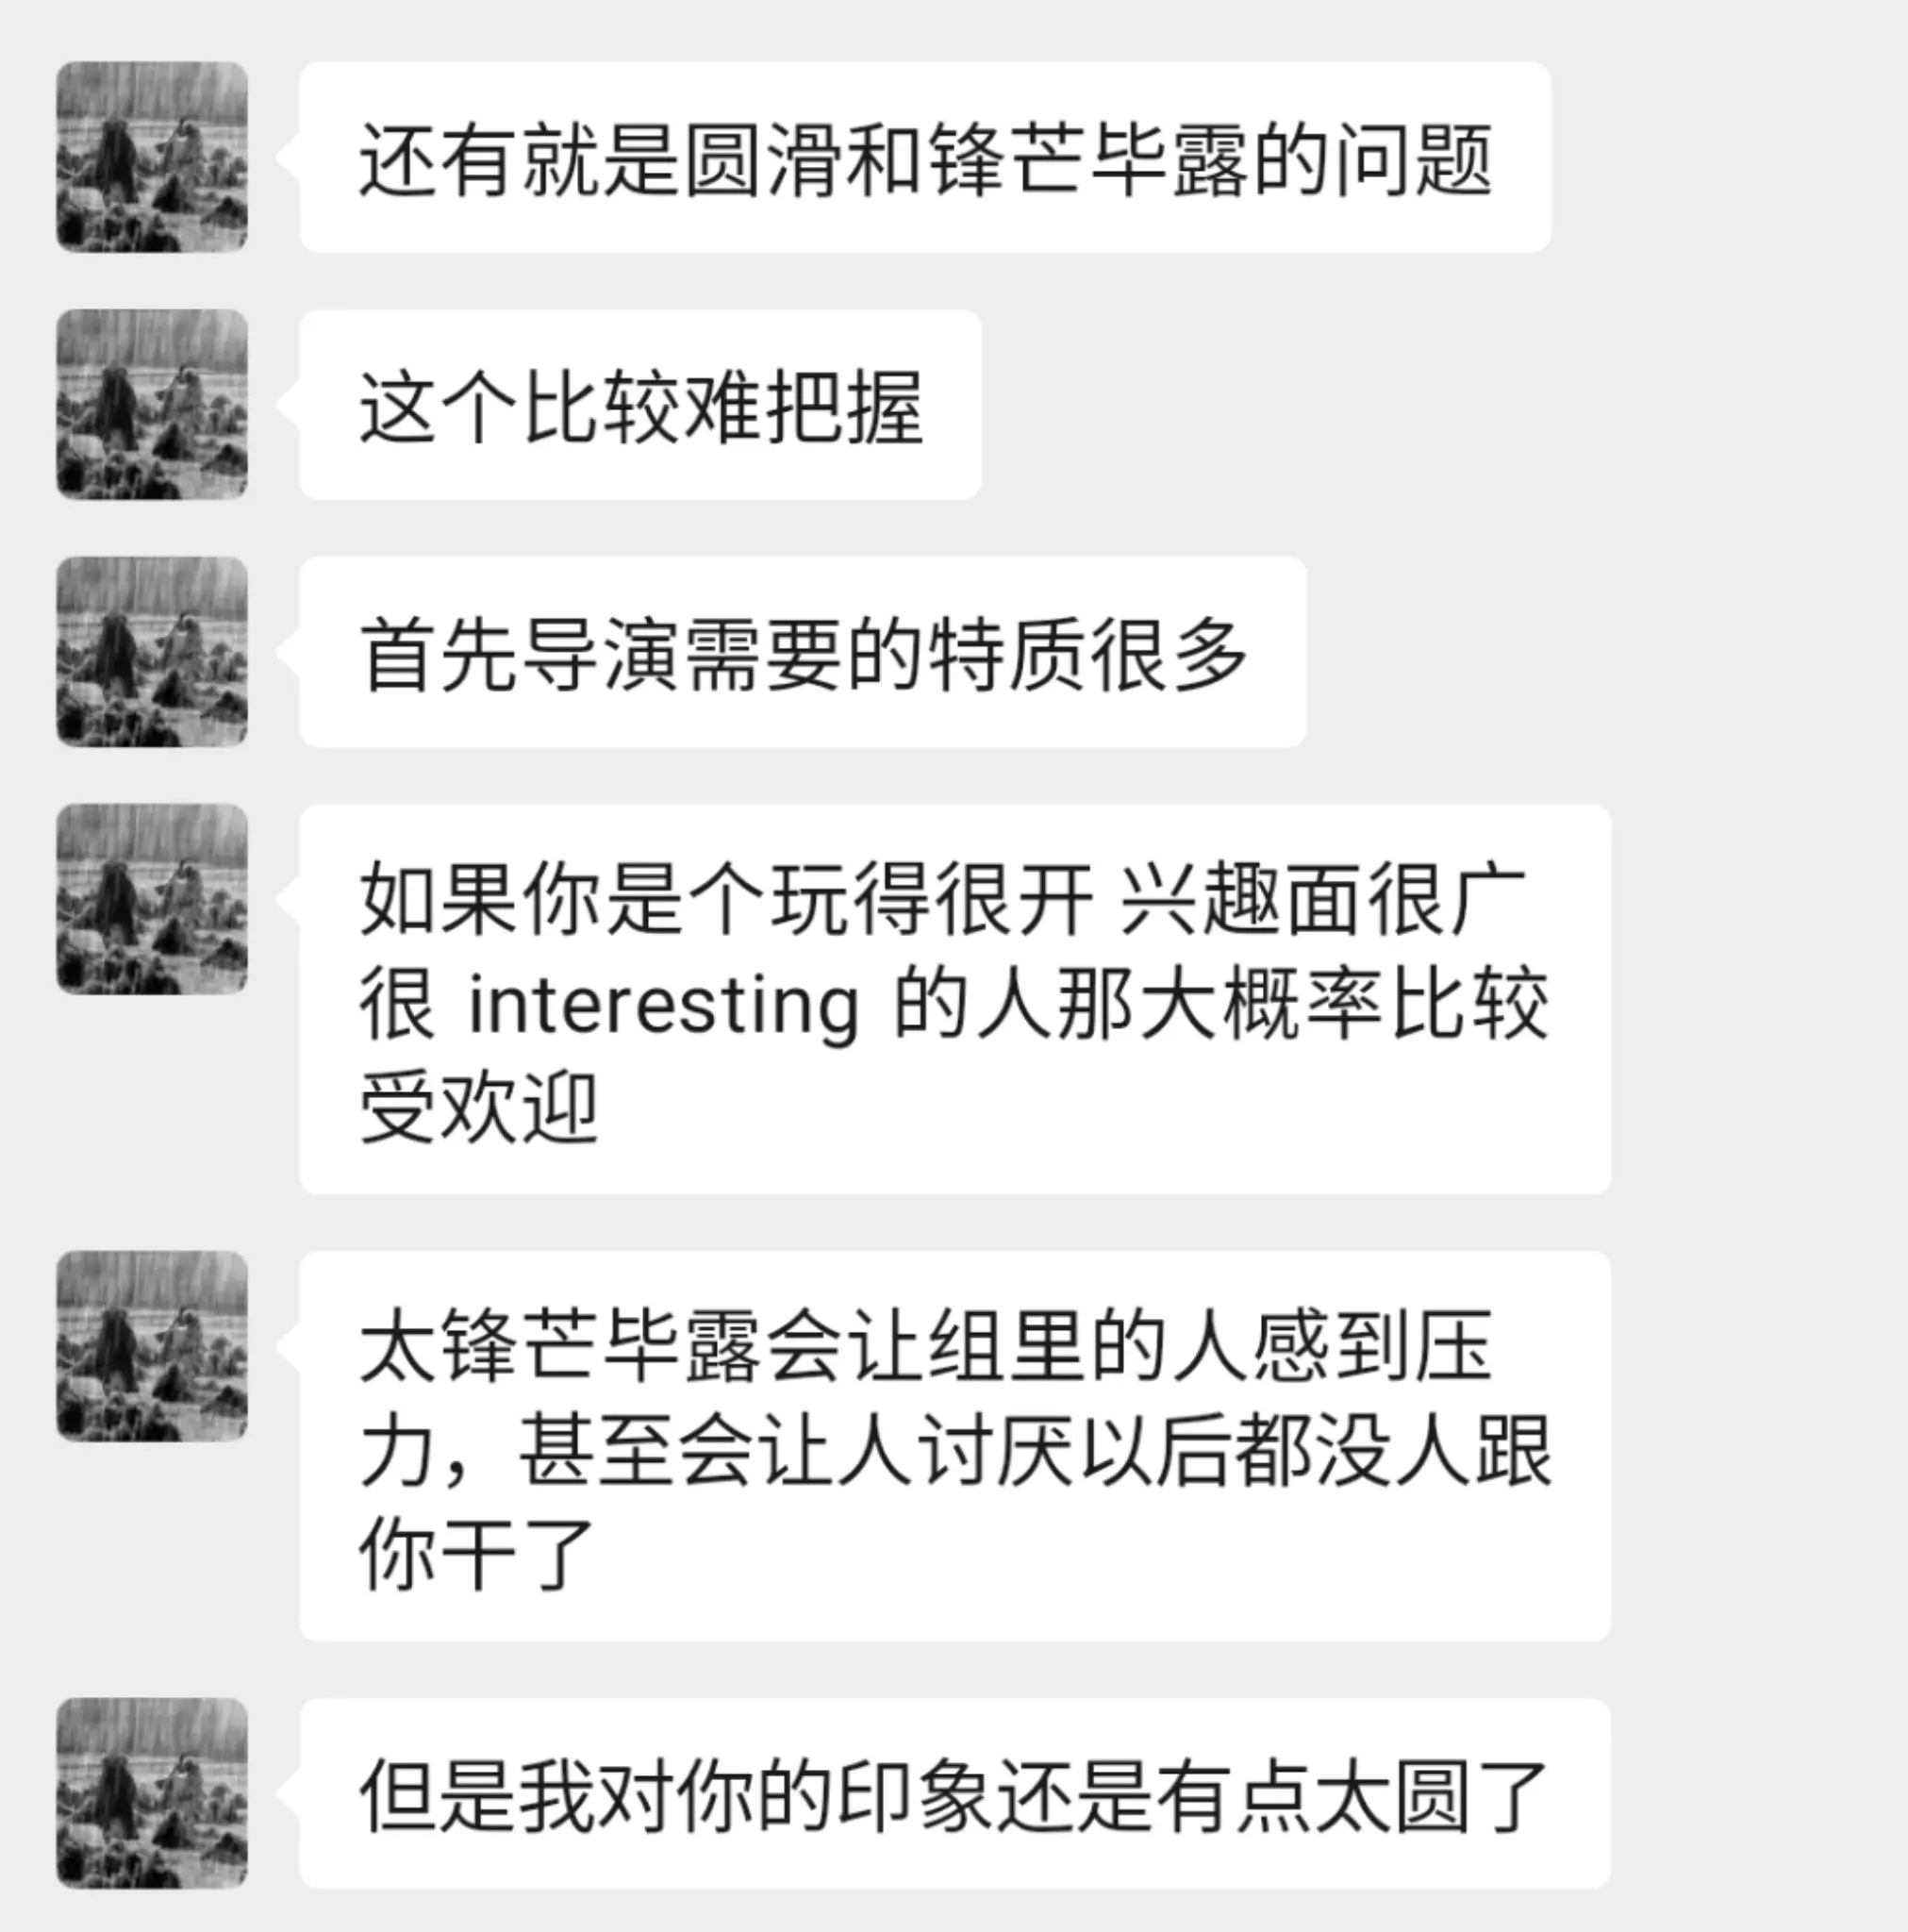 还有就是圆滑和锋芒毕露的问题
这个比较难把握
首先导演需要的特质很多
如果你是个玩得很开 兴趣面很广
很 interesting 的人那大概率比较
受欢迎
太锋芒毕露会让组里的人感到压
力，甚至会让人讨厌以后都没人跟
你干了
但是我对你的印象还是有点太圆了